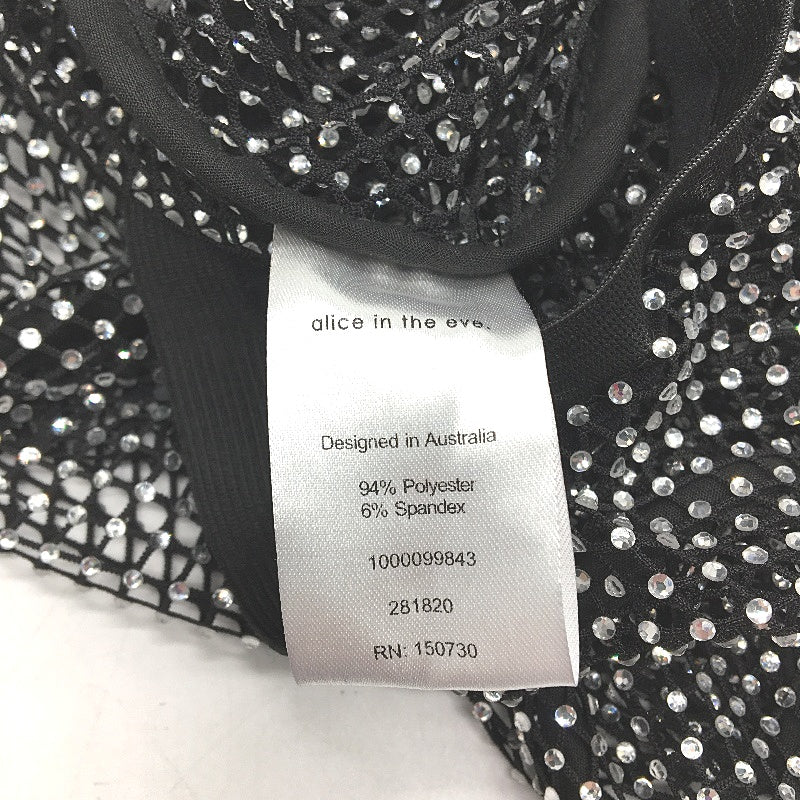 alice in the eve.
Designed in Australia
94% Polyester
6% Spandex
1000099843
281820
RN: 150730